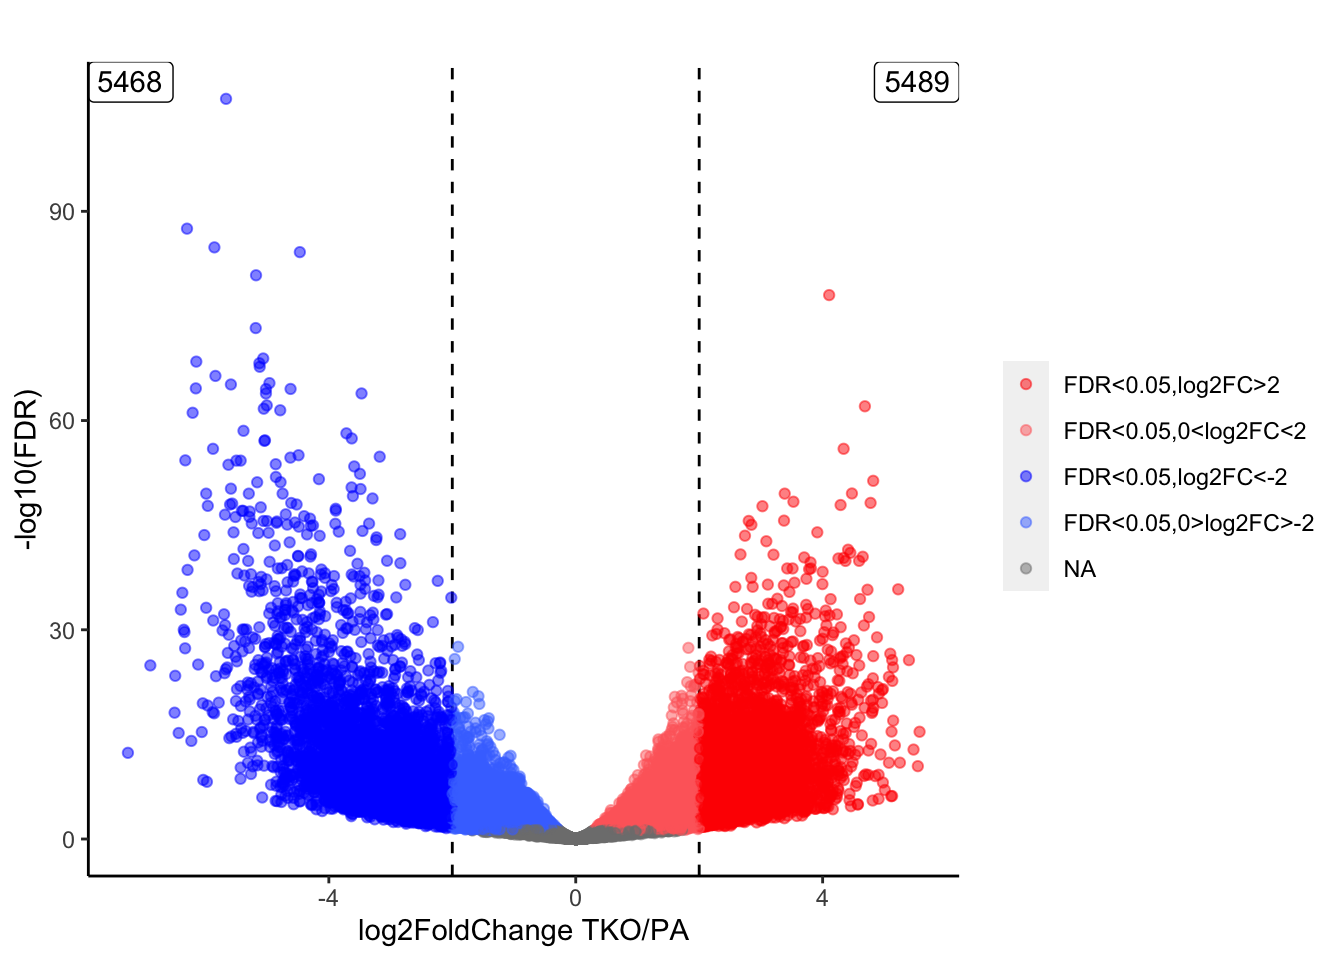 5468
5489
90
60
30
0
-log10(FDR)
-4
0
4
log2FoldChange TKO/PA
FDR<0.05,log2FC>2
FDR<0.05,0<log2FC<2
FDR<0.05,log2FC<-2
FDR<0.05,0>log2FC>-2
NA